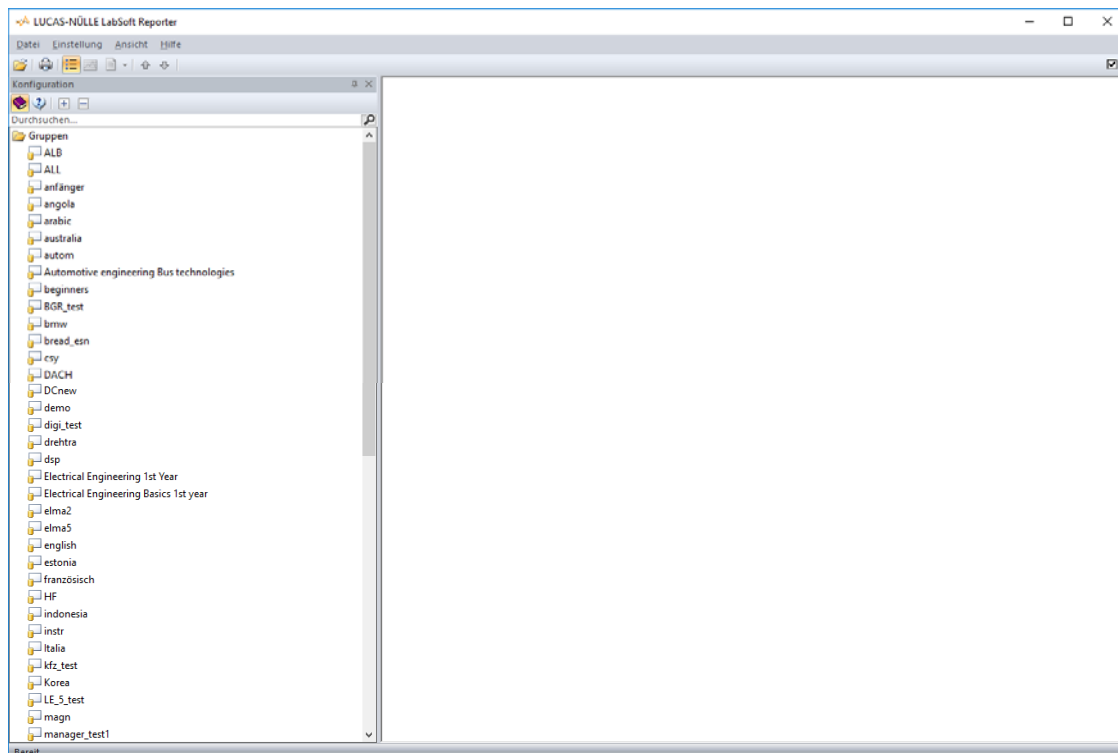 LUCAS-NÜLLE LabSoft Reporter
Datei Einstellung Ansicht Hilfe
Konfiguration
Durchsuchen...
Gruppen
ALB
ALL
anfänger
angola
arabic
australia
autom
Automotive engineering Bus technologies
beginners
BGR_test
bmw
bread_esn
csy
DACH
DCnew
demo
digi_test
drehtra
dsp
Electrical Engineering 1st Year
Electrical Engineering Basics 1st year
elma2
elma5
english
estonia
französisch
HF
indonesia
instr
Italia
kfz_test
Korea
LE_5_test
magn
manager_test1
Bereit